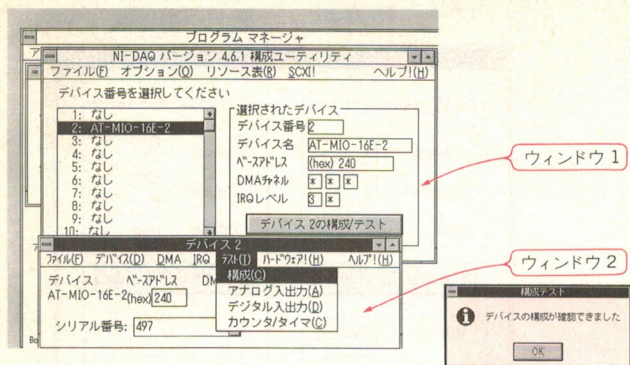 プログラム マネージャ
NI-DAQ バージョン 4.6.1 構成ユーティリティ
ファイル(F) オプション(O) リソース表(R) SCXI! ヘルプ!(H)
デバイス番号を選択してください
1: なし
2: AT-MIO-16E-2
3: なし
4: なし
5: なし
6: なし
7: なし
8: なし
9: なし
10: なし
選択されたデバイス
デバイス番号 2
デバイス名 AT-MIO-16E-2
ベースアドレス (hex) 240
DMAチャネル * * *
IRQレベル 3 *
デバイス 2の構成/テスト
ウィンドウ 1
デバイス 2
ファイル(F) デバイス(D) DMA IRQ テスト(T) ハードウェア!(H) ヘルプ!(H)
デバイス ベースアドレス DM
AT-MIO-16E-2 (hex) 240
シリアル番号: 497
構成(C)
アナログ入出力(A)
デジタル入出力(D)
カウンタ/タイマ(C)
ウィンドウ 2
構成テスト
デバイスの構成が確認できました
OK